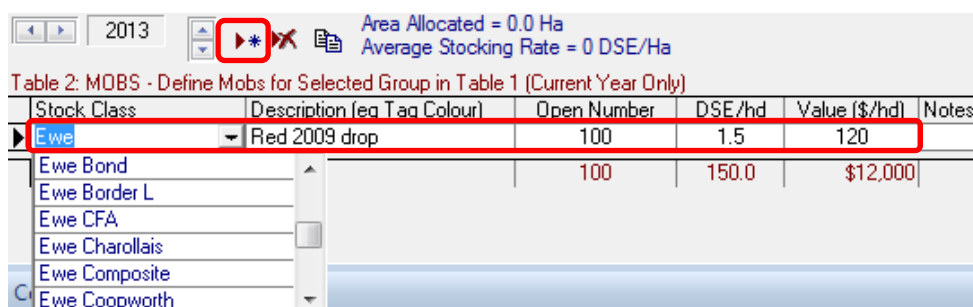 2013
Area Allocated = 0.0 Ha
Average Stocking Rate = 0 DSE/Ha
Table 2: MOBS - Define Mobs for Selected Group in Table 1 (Current Year Only)
Stock Class Description (eg Tag Colour) Open Number DSE/hd Value ($/hd) Notes
Ewe Red 2009 drop 100 1.5 120
Ewe Bond
100 150.0 $12,000
Ewe Border L
Ewe CFA
Ewe Charollais
Ewe Composite
Ewe Coopworth